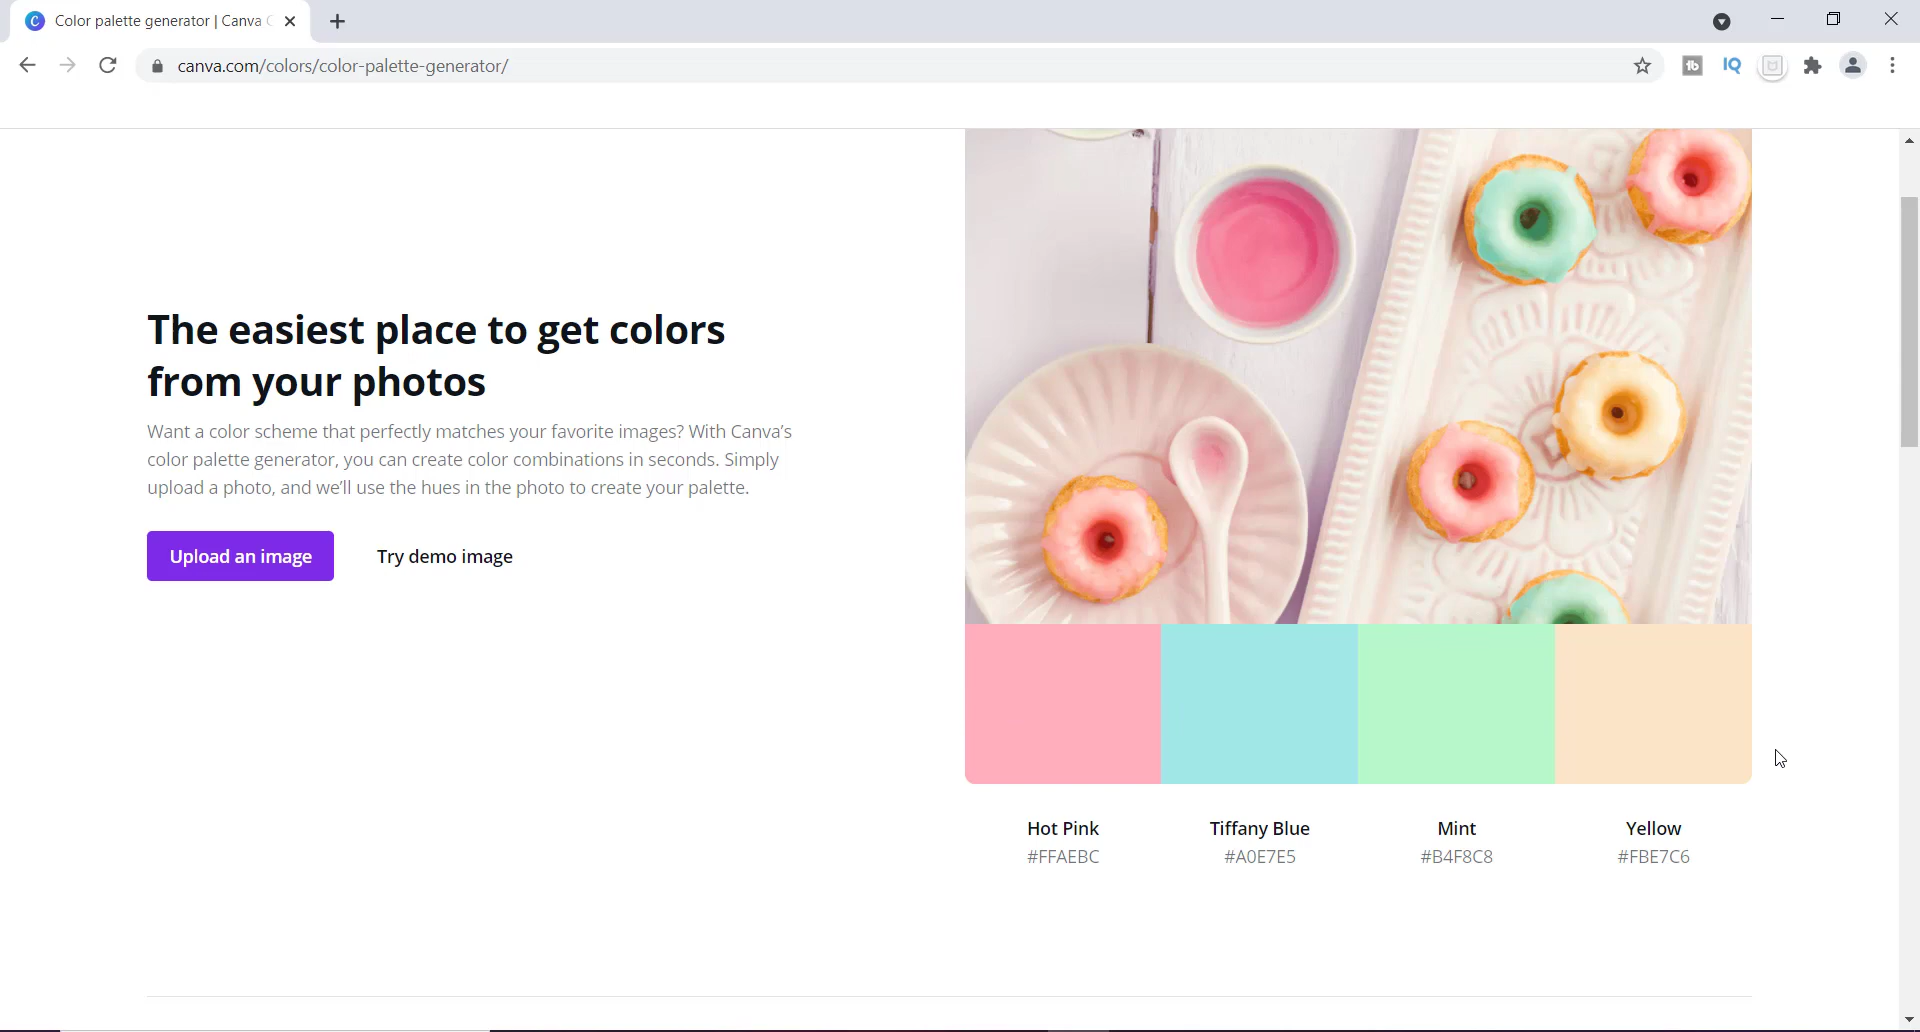 Color palette generator | Canva
canva.com/colors/color-palette-generator/
The easiest place to get colors
from your photos
Want a color scheme that perfectly matches your favorite images? With Canva’s
color palette generator, you can create color combinations in seconds. Simply
upload a photo, and we’ll use the hues in the photo to create your palette.
Upload an image Try demo image
Hot Pink Tiffany Blue Mint Yellow
#FFAEBC #A0E7E5 #B4F8C8 #FBE7C6